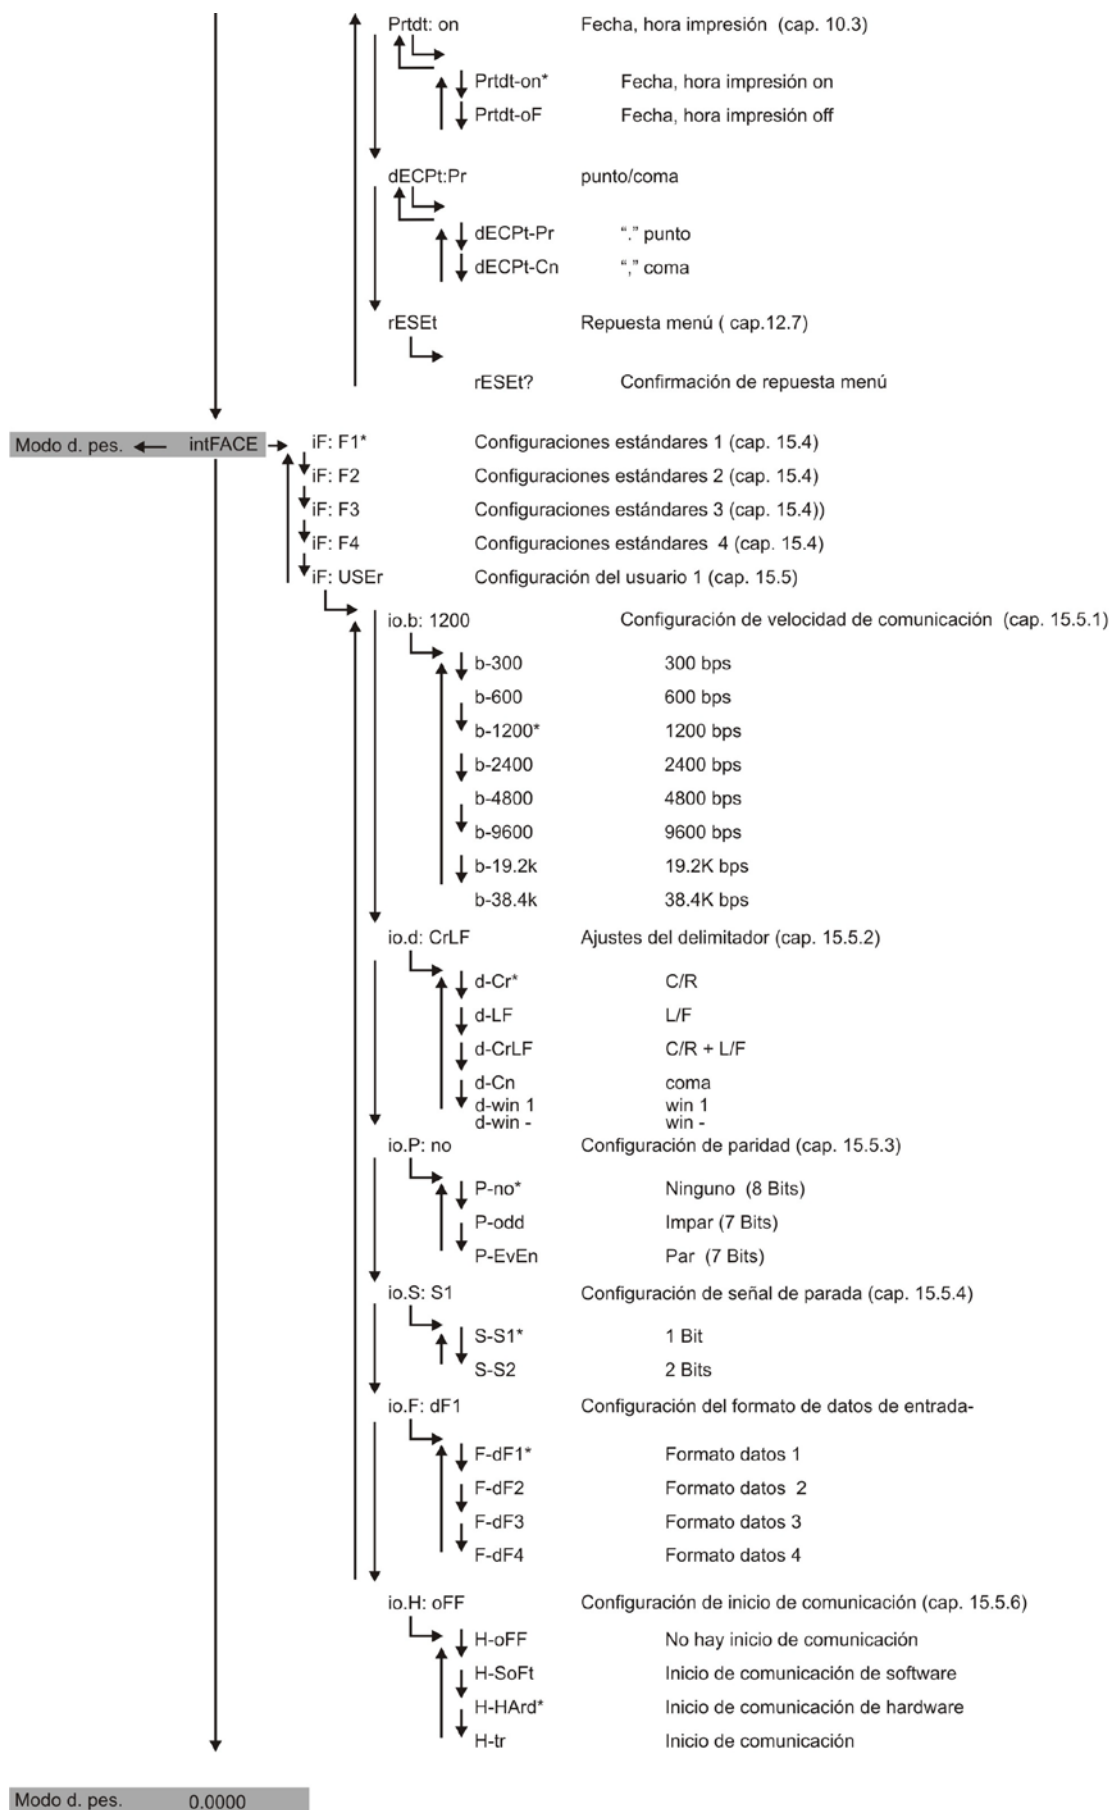 Prtdt: on Fecha, hora impresión (cap. 10.3)
Prtdt-on* Fecha, hora impresión on
Prtdt-oF Fecha, hora impresión off
dECPt:Pr punto/coma
dECPt-Pr “.” punto
dECPt-Cn “,” coma
rESEt Repuesta menú ( cap.12.7)
rESEt? Confirmación de repuesta menú
Modo d. pes. intFACE iF: F1* Configuraciones estándares 1 (cap. 15.4)
iF: F2 Configuraciones estándares 2 (cap. 15.4)
iF: F3 Configuraciones estándares 3 (cap. 15.4))
iF: F4 Configuraciones estándares 4 (cap. 15.4)
iF: USEr Configuración del usuario 1 (cap. 15.5)
io.b: 1200 Configuración de velocidad de comunicación (cap. 15.5.1)
b-300 300 bps
b-600 600 bps
b-1200* 1200 bps
b-2400 2400 bps
b-4800 4800 bps
b-9600 9600 bps
b-19.2k 19.2K bps
b-38.4k 38.4K bps
io.d: CrLF Ajustes del delimitador (cap. 15.5.2)
d-Cr* C/R
d-LF L/F
d-CrLF C/R + L/F
d-Cn coma
d-win 1 win 1
d-win - win -
io.P: no Configuración de paridad (cap. 15.5.3)
P-no* Ninguno (8 Bits)
P-odd Impar (7 Bits)
P-EvEn Par (7 Bits)
io.S: S1 Configuración de señal de parada (cap. 15.5.4)
S-S1* 1 Bit
S-S2 2 Bits
io.F: dF1 Configuración del formato de datos de entrada-
F-dF1* Formato datos 1
F-dF2 Formato datos 2
F-dF3 Formato datos 3
F-dF4 Formato datos 4
io.H: oFF Configuración de inicio de comunicación (cap. 15.5.6)
H-oFF No hay inicio de comunicación
H-SoFt Inicio de comunicación de software
H-HArd* Inicio de comunicación de hardware
H-tr Inicio de comunicación
Modo d. pes. 0.0000